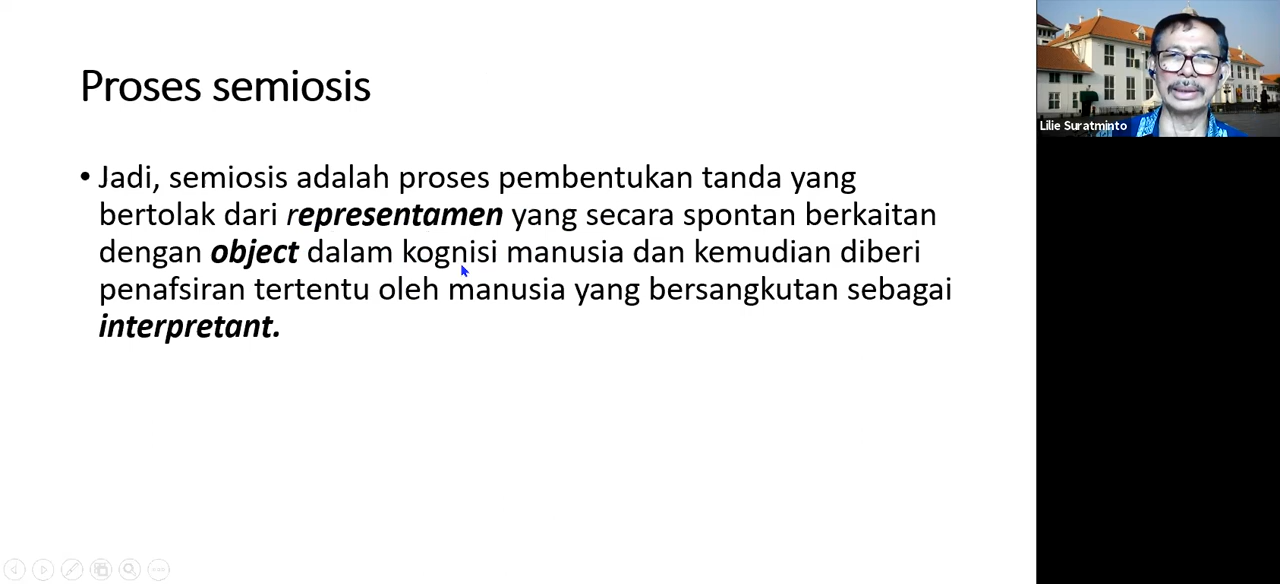 Proses semiosis
• Jadi, semiosis adalah proses pembentukan tanda yang
bertolak dari representamen yang secara spontan berkaitan
dengan object dalam kognisi manusia dan kemudian diberi
penafsiran tertentu oleh manusia yang bersangkutan sebagai
interpretant.
Lilie Suratminto